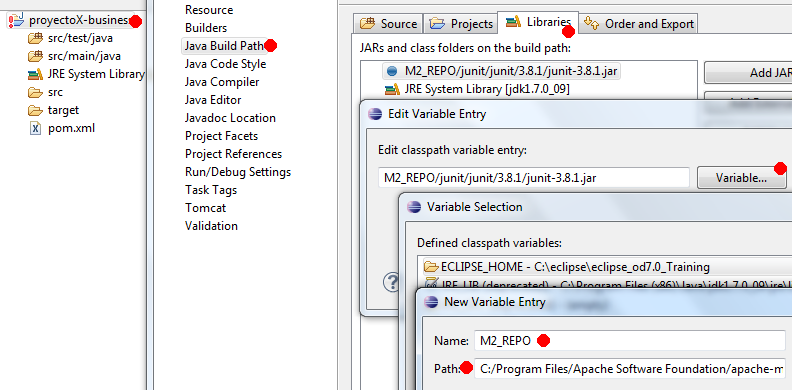 proyectoX-business
src/test/java
src/main/java
JRE System Library
src
target
pom.xml
Resource
Builders
Java Build Path
Java Code Style
Java Compiler
Java Editor
Javadoc Location
Project Facets
Project References
Run/Debug Settings
Task Tags
Tomcat
Validation
Source Projects Libraries Order and Export
JARs and class folders on the build path:
M2_REPO/junit/junit/3.8.1/junit-3.8.1.jar
JRE System Library [jdk1.7.0_09]
Add JAR
Edit Variable Entry
Edit classpath variable entry:
M2_REPO/junit/junit/3.8.1/junit-3.8.1.jar
Variable...
Variable Selection
Defined classpath variables:
ECLIPSE_HOME - C:\eclipse\eclipse_od7.0_Training
JRE_LIB (deprecated) - C:\Program Files (x86)\Java\jdk1.7.0_09\jre\l
New Variable Entry
Name: M2_REPO
Path: C:/Program Files/Apache Software Foundation/apache-m